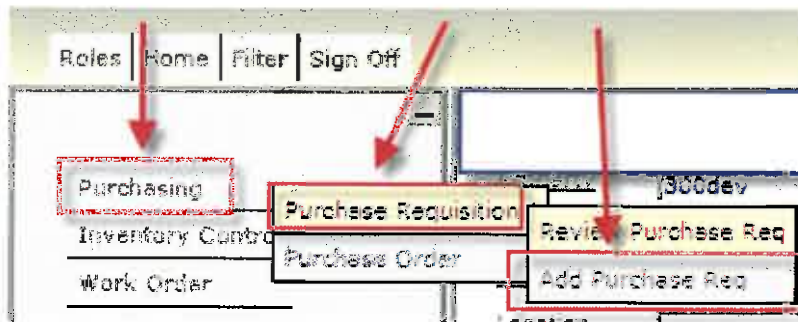 Roles | Home | Filter | Sign Off
Purchasing
300dev
Purchase Requisition
Inventory Contro
Review Purchase Req
Purchase Order
Work Order
Add Purchase Req